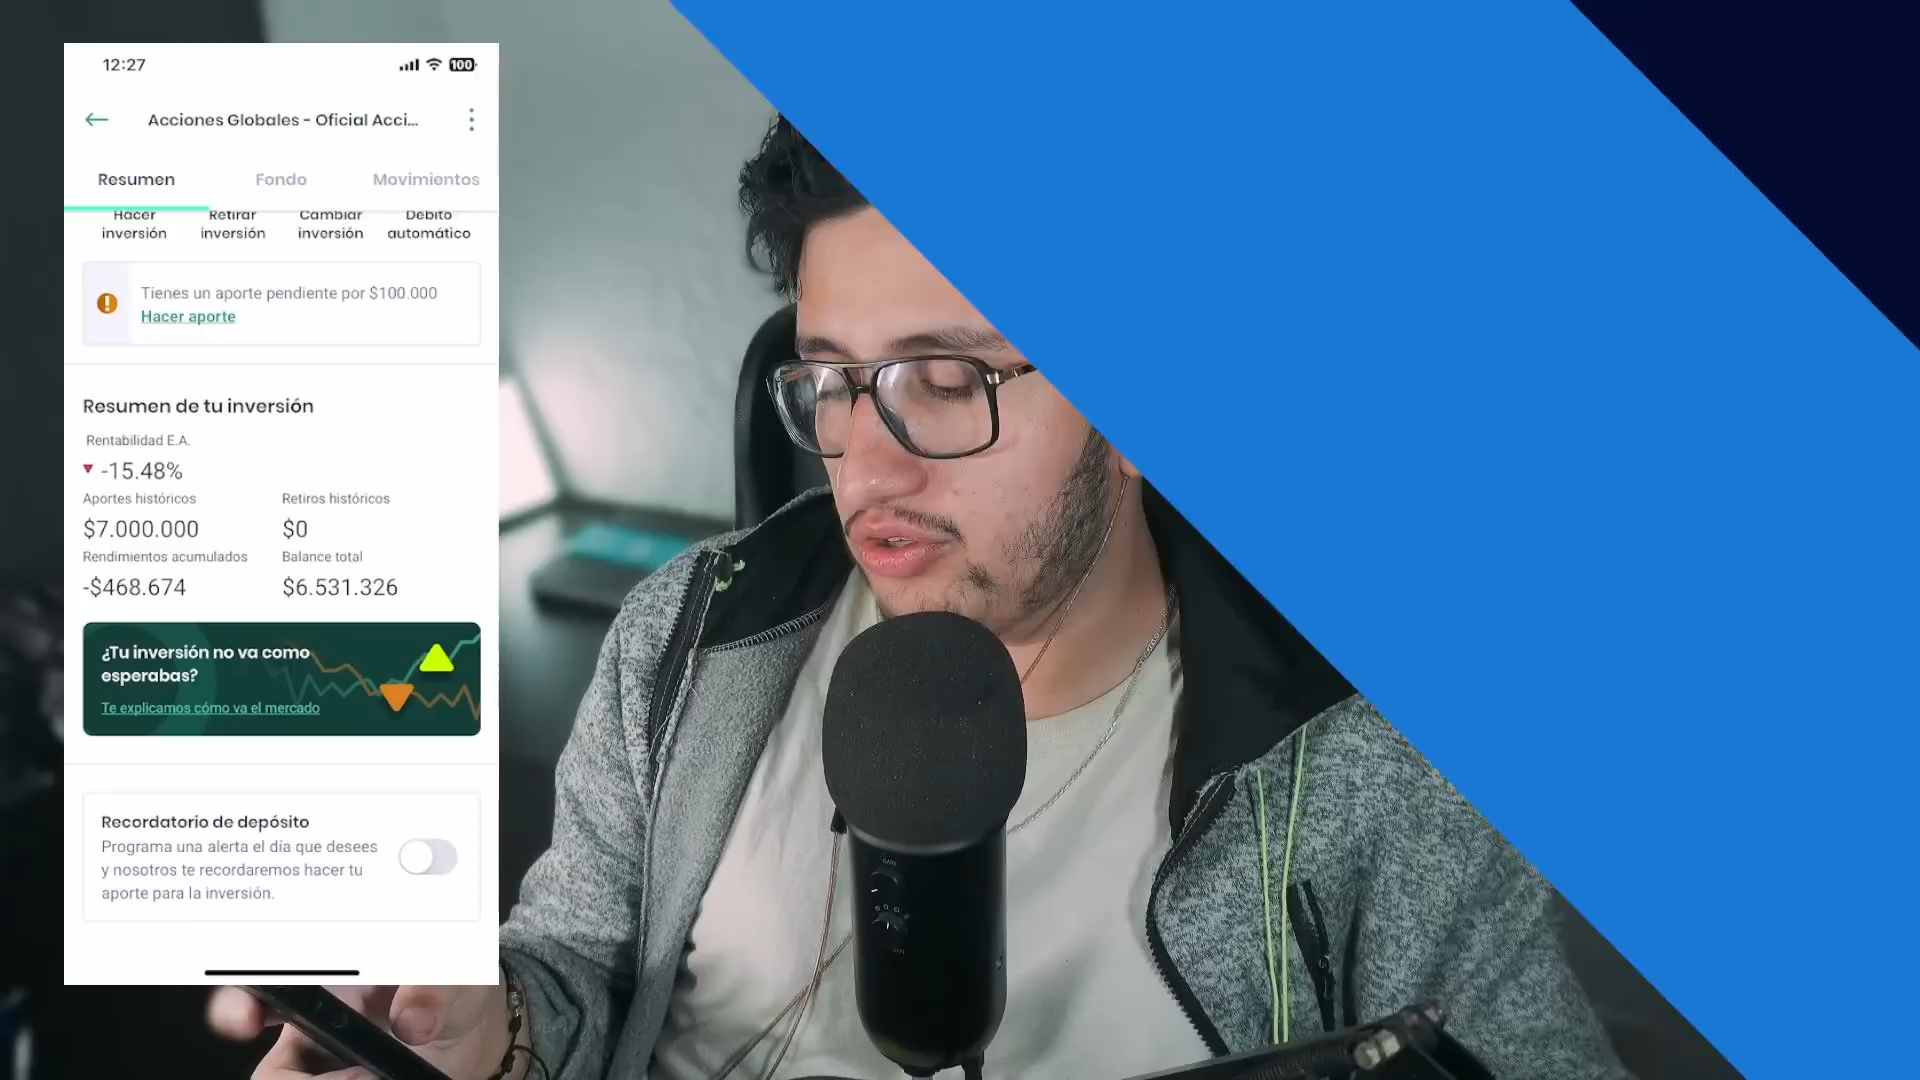 12:27
100
Acciones Globales - Oficial Acci...
Resumen
Fondo
Movimientos
Hacer inversión
Retirar inversión
Cambiar inversión
Débito automático
Tienes un aporte pendiente por $100.000
Hacer aporte
Resumen de tu inversión
Rentabilidad E.A.
-15.48%
Aportes históricos
Retiros históricos
$7.000.000
$0
Rendimientos acumulados
Balance total
-$468.674
$6.531.326
¿Tu inversión no va como
esperabas?
Te explicamos cómo va el mercado
Recordatorio de depósito
Programa una alerta el día que desees
y nosotros te recordaremos hacer tu
aporte para la inversión.